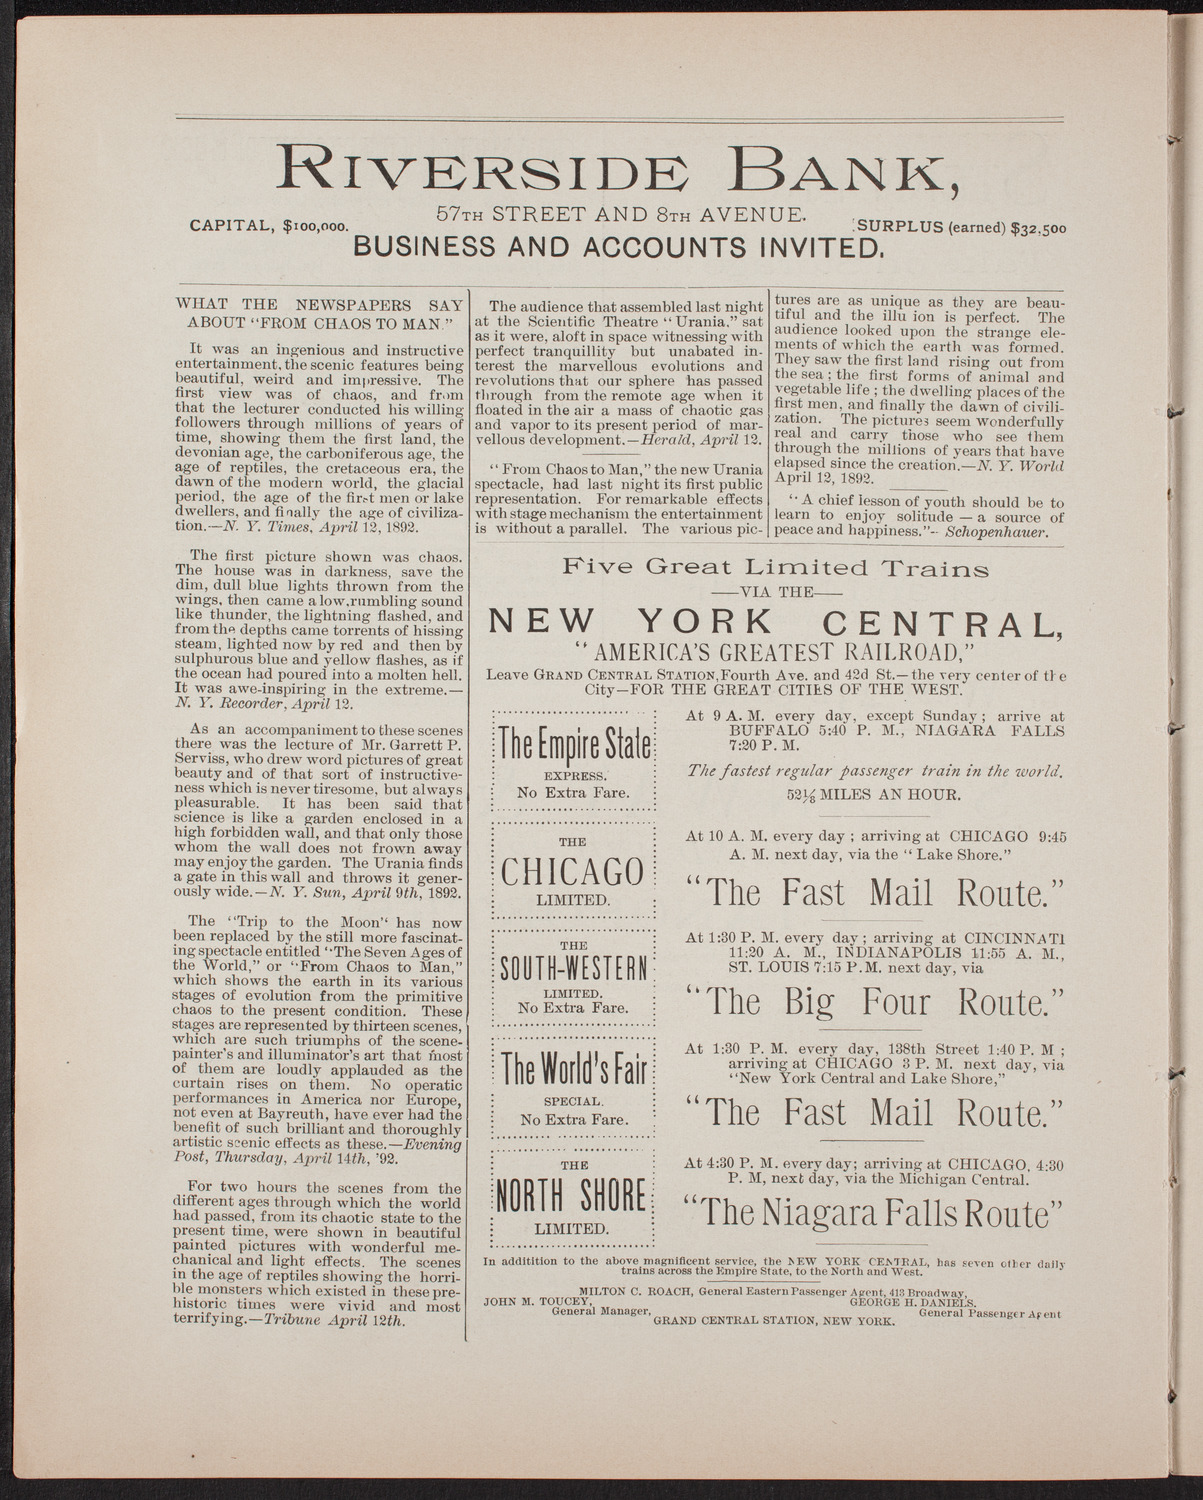 RIVERSIDE BANK,
57TH STREET AND 8TH AVENUE.
CAPITAL, $100,000.
SURPLUS (earned) $32,500
BUSINESS AND ACCOUNTS INVITED.
WHAT THE NEWSPAPERS SAY
ABOUT "FROM CHAOS TO MAN."
It was an ingenious and instructive
entertainment, the scenic features being
beautiful, weird and impressive. The
first view was of chaos, and from
that the lecturer conducted his willing
followers through millions of years of
time, showing them the first land, the
devonian age, the carboniferous age, the
age of reptiles, the cretaceous era, the
dawn of the modern world, the glacial
period, the age of the first men or lake
dwellers, and finally the age of civiliza-
tion.—N. Y. Times, April 12, 1892.
The first picture shown was chaos.
The house was in darkness, save the
dim, dull blue lights thrown from the
wings, then came a low, rumbling sound
like thunder, the lightning flashed, and
from the depths came torrents of hissing
steam, lighted now by red and then by
sulphurous blue and yellow flashes, as if
the ocean had poured into a molten hell.
It was awe-inspiring in the extreme.—
N. Y. Recorder, April 12.
As an accompaniment to these scenes
there was the lecture of Mr. Garrett P.
Serviss, who drew word pictures of great
beauty and of that sort of instructive-
ness which is never tiresome, but always
pleasurable. It has been said that
science is like a garden enclosed in a
high forbidden wall, and that only those
whom the wall does not frown away
may enjoy the garden. The Urania finds
a gate in this wall and throws it gener-
ously wide.—N. Y. Sun, April 9th, 1892.
The "Trip to the Moon" has now
been replaced by the still more fascinat-
ing spectacle entitled "The Seven Ages of
the World," or "From Chaos to Man,"
which shows the earth in its various
stages of evolution from the primitive
chaos to the present condition. These
stages are represented by thirteen scenes,
which are such triumphs of the scene-
painter's and illuminator's art that most
of them are loudly applauded as the
curtain rises on them. No operatic
performances in America nor Europe,
not even at Bayreuth, have ever had the
benefit of such brilliant and thoroughly
artistic scenic effects as these.—Evening
Post, Thursday, April 14th, '92.
For two hours the scenes from the
different ages through which the world
had passed, from its chaotic state to the
present time, were shown in beautiful
painted pictures with wonderful me-
chanical and light effects. The scenes
in the age of reptiles showing the horri-
ble monsters which existed in these pre-
historic times were vivid and most
terrifying.—Tribune April 12th.
The audience that assembled last night
at the Scientific Theatre "Urania," sat
as it were, aloft in space witnessing with
perfect tranquillity but unabated in-
terest the marvellous evolutions and
revolutions that our sphere has passed
through from the remote age when it
floated in the air a mass of chaotic gas
and vapor to its present period of mar-
vellous development.—Herald, April 12.
"From Chaos to Man," the new Urania
spectacle, had last night its first public
representation. For remarkable effects
with stage mechanism the entertainment
is without a parallel. The various pic-
tures are as unique as they are beau-
tiful and the illu ion is perfect. The
audience looked upon the strange ele-
ments of which the earth was formed.
They saw the first land rising out from
the sea; the first forms of animal and
vegetable life; the dwelling places of the
first men, and finally the dawn of civili-
zation. The pictures seem wonderfully
real and carry those who see them
through the millions of years that have
elapsed since the creation.—N. Y. World
April 12, 1892.
"A chief lesson of youth should be to
learn to enjoy solitude — a source of
peace and happiness."-- Schopenhauer.
Five Great Limited Trains
—VIA THE—
NEW YORK CENTRAL,
"AMERICA'S GREATEST RAILROAD,"
Leave GRAND CENTRAL STATION, Fourth Ave. and 42d St.—the very center of the
City—FOR THE GREAT CITIES OF THE WEST.
The Empire State
EXPRESS.
No Extra Fare.
At 9 A. M. every day, except Sunday; arrive at
BUFFALO 5:40 P. M., NIAGARA FALLS
7:20 P. M.
The fastest regular passenger train in the world.
52⅙ MILES AN HOUR.
THE
CHICAGO
LIMITED.
At 10 A. M. every day; arriving at CHICAGO 9:45
A. M. next day, via the "Lake Shore."
"The Fast Mail Route."
THE
SOUTH-WESTERN
LIMITED.
No Extra Fare.
At 1:30 P. M. every day; arriving at CINCINNATI
11:20 A. M., INDIANAPOLIS 11:55 A. M.,
ST. LOUIS 7:15 P. M. next day, via
"The Big Four Route."
The World's Fair
SPECIAL.
No Extra Fare.
At 1:30 P. M. every day, 138th Street 1:40 P. M;
arriving at CHICAGO 3 P. M. next day, via
"New York Central and Lake Shore,"
"The Fast Mail Route."
THE
NORTH SHORE
LIMITED.
At 4:30 P. M. every day; arriving at CHICAGO, 4:30
P. M, next day, via the Michigan Central.
"The Niagara Falls Route"
In additition to the above magnificent service, the NEW YORK CENTRAL, has seven other daily
trains across the Empire State, to the North and West.
MILTON C. ROACH, General Eastern Passenger Agent, 413 Broadway,
JOHN M. TOUCEY,
General Manager,
GEORGE H. DANIELS.
General Passenger Agent
GRAND CENTRAL STATION, NEW YORK.